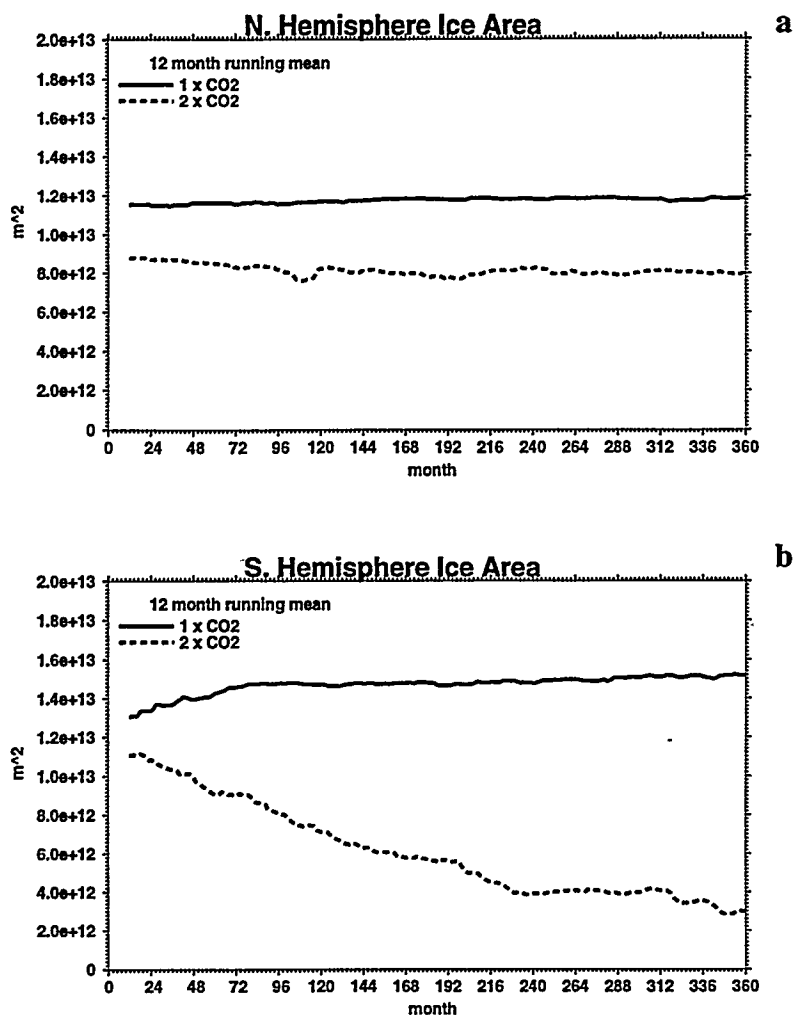 N. Hemisphere Ice Area
a
2.0e+13
12 month running mean
1.8e+13
1 x CO2
2 x CO2
1.6e+13
1.4e+13
1.2e+13
m^2
1.0e+13
8.0e+12
6.0e+12
4.0e+12
2.0e+12
0
0 24 48 72 96 120 144 168 192 216 240 264 288 312 336 360
month
S. Hemisphere Ice Area
b
2.0e+13
12 month running mean
1.8e+13
1 x CO2
2 x CO2
1.6e+13
1.4e+13
1.2e+13
m^2
1.0e+13
8.0e+12
6.0e+12
4.0e+12
2.0e+12
0
0 24 48 72 96 120 144 168 192 216 240 264 288 312 336 360
month